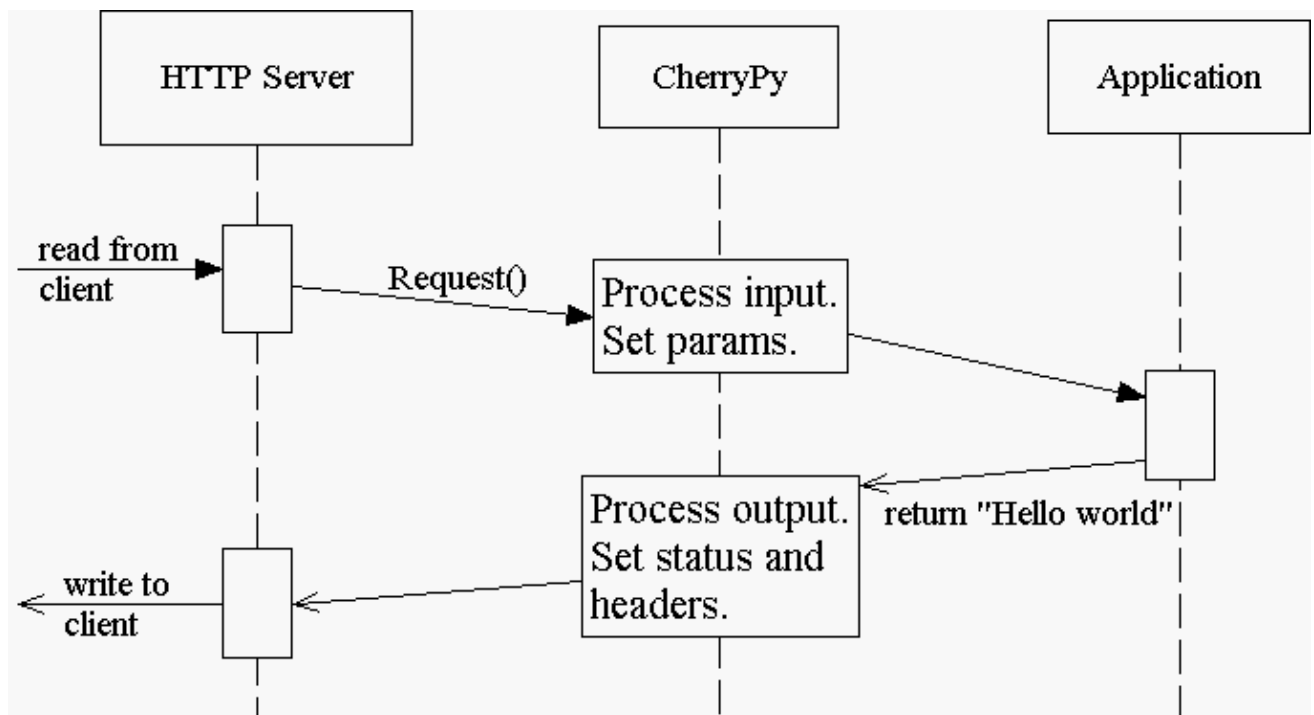 HTTP Server
CherryPy
Application
read from
client
Request()
Process input.
Set params.
return "Hello world"
Process output.
Set status and
headers.
write to
client